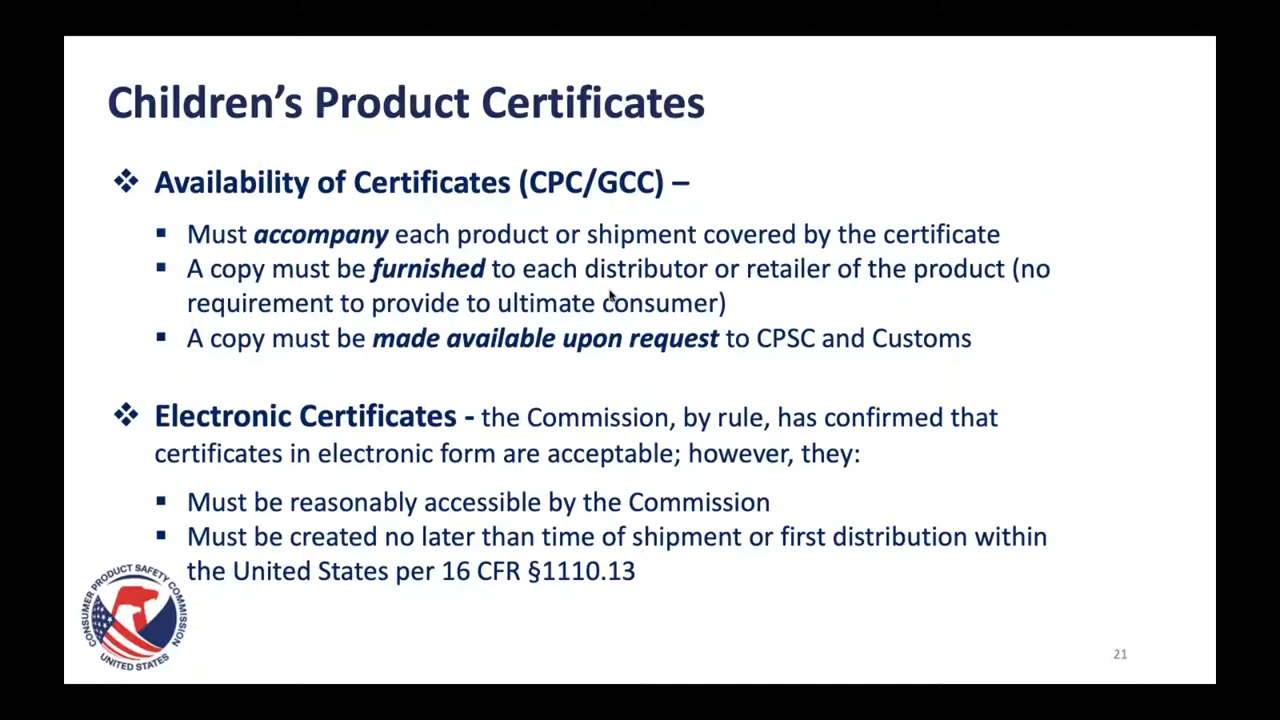 Children’s Product Certificates
❖ Availability of Certificates (CPC/GCC) –
▪ Must accompany each product or shipment covered by the certificate
▪ A copy must be furnished to each distributor or retailer of the product (no
requirement to provide to ultimate consumer)
▪ A copy must be made available upon request to CPSC and Customs
❖ Electronic Certificates - the Commission, by rule, has confirmed that
certificates in electronic form are acceptable; however, they:
▪ Must be reasonably accessible by the Commission
▪ Must be created no later than time of shipment or first distribution within
the United States per 16 CFR §1110.13
CONSUMER PRODUCT SAFETY COMMISSION
UNITED STATES
21